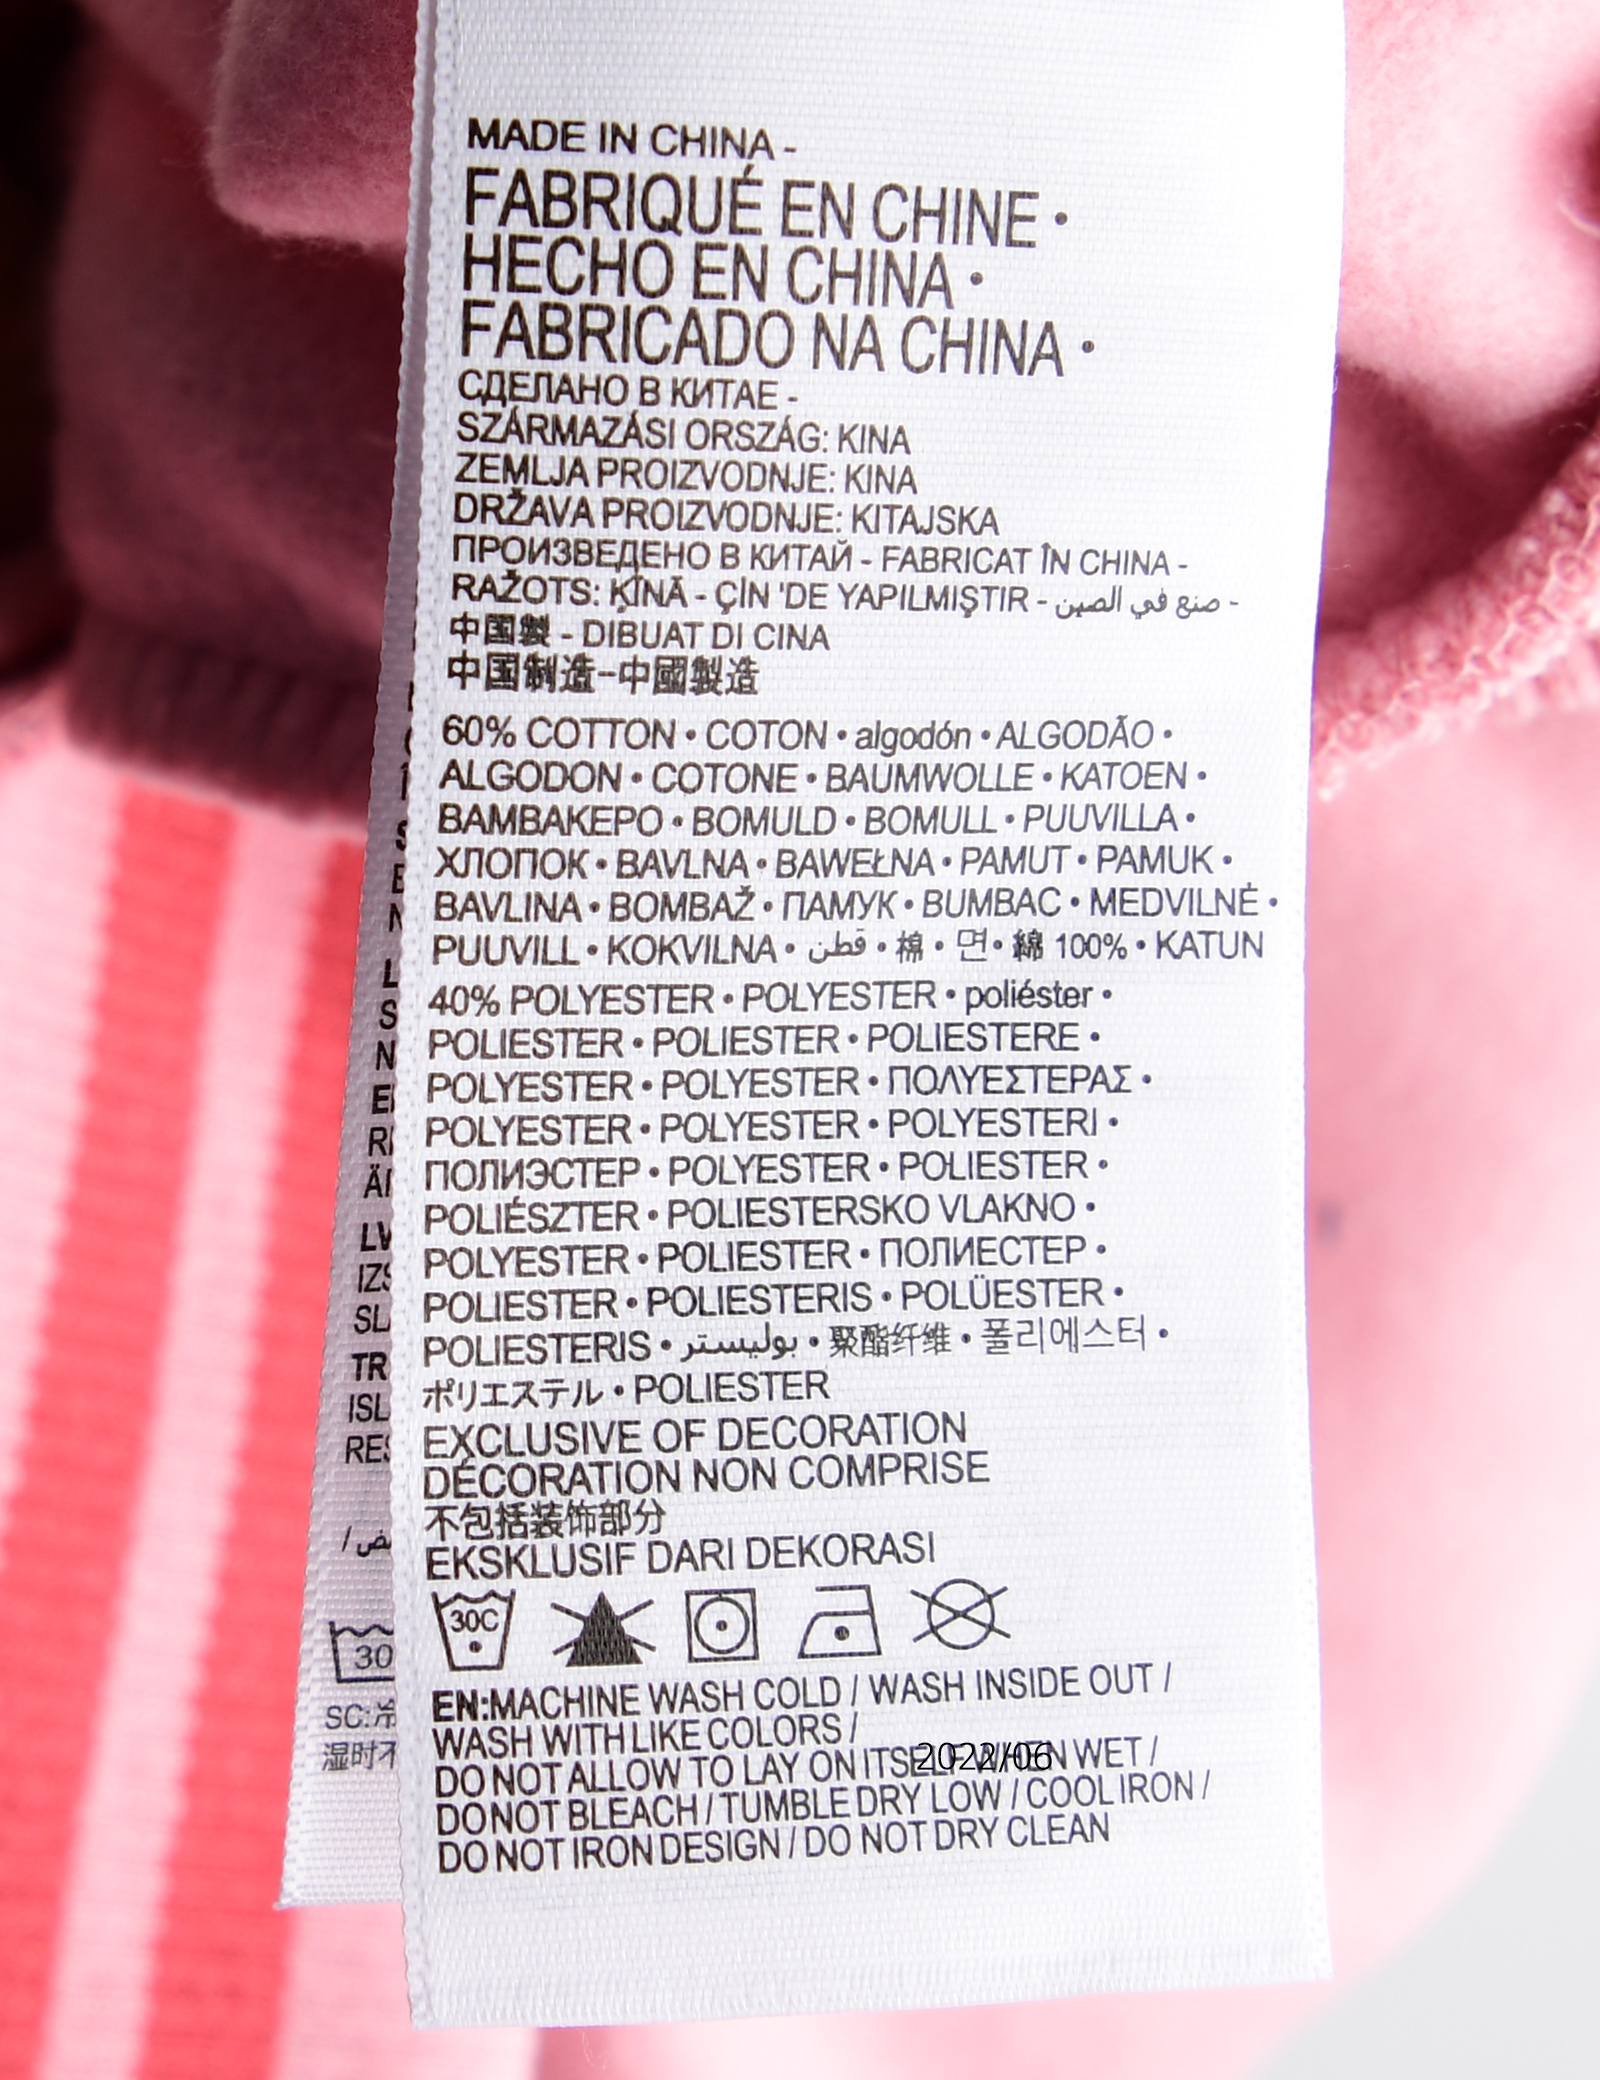 MADE IN CHINA -
FABRIQUÉ EN CHINE •
HECHO EN CHINA •
FABRICADO NA CHINA •
СДЕЛАНО В КИТАЕ -
SZÁRMAZÁSI ORSZÁG: KINA
ZEMLJA PROIZVODNJE: KINA
DRŽAVA PROIZVODNJE: KITAJSKA
ПРОИЗВЕДЕНО В КИТАЙ - FABRICAT ÎN CHINA -
RAŽOTS: ĶĪNĀ - ÇİN 'DE YAPILMIŞTIR - صنع في الصين -
中国製 - DIBUAT DI CINA
中国制造-中國製造
60% COTTON • COTON • algodón • ALGODÃO •
ALGODON • COTONE • BAUMWOLLE • KATOEN •
BAMBAKEPO • BOMULD • BOMULL • PUUVILLA •
ХЛОПОК • BAVLNA • BAWEŁNA • PAMUT • PAMUK •
BAVLINA • BOMBAŽ • ПАМУК • BUMBAC • MEDVILNĖ •
PUUVILL • KOKVILNA • قطن • 棉 • 면 • 綿 100% • KATUN
40% POLYESTER • POLYESTER • poliéster •
POLIESTER • POLIESTER • POLIESTERE •
POLYESTER • POLYESTER • ΠΟΛΥΕΣΤΕΡΑΣ •
POLYESTER • POLYESTER • POLYESTERI •
ПОЛИЭСТЕР • POLYESTER • POLIESTER •
POLIÉSZTER • POLIESTERSKO VLAKNO •
POLYESTER • POLIESTER • ПОЛИЕСТЕР •
POLIESTER • POLIESTERIS • POLÜESTER •
POLIESTERIS • بوليستر • 聚酯纤维 • 폴리에스터 •
ポリエステル • POLIESTER
EXCLUSIVE OF DECORATION
DÉCORATION NON COMPRISE
不包括装饰部分
EKSKLUSIF DARI DEKORASI
30C
EN:MACHINE WASH COLD / WASH INSIDE OUT /
WASH WITH LIKE COLORS /
DO NOT ALLOW TO LAY ON ITSELF WHEN WET /
2022/06
DO NOT BLEACH / TUMBLE DRY LOW / COOL IRON /
DO NOT IRON DESIGN / DO NOT DRY CLEAN
TR
30
SC:冷
湿时不